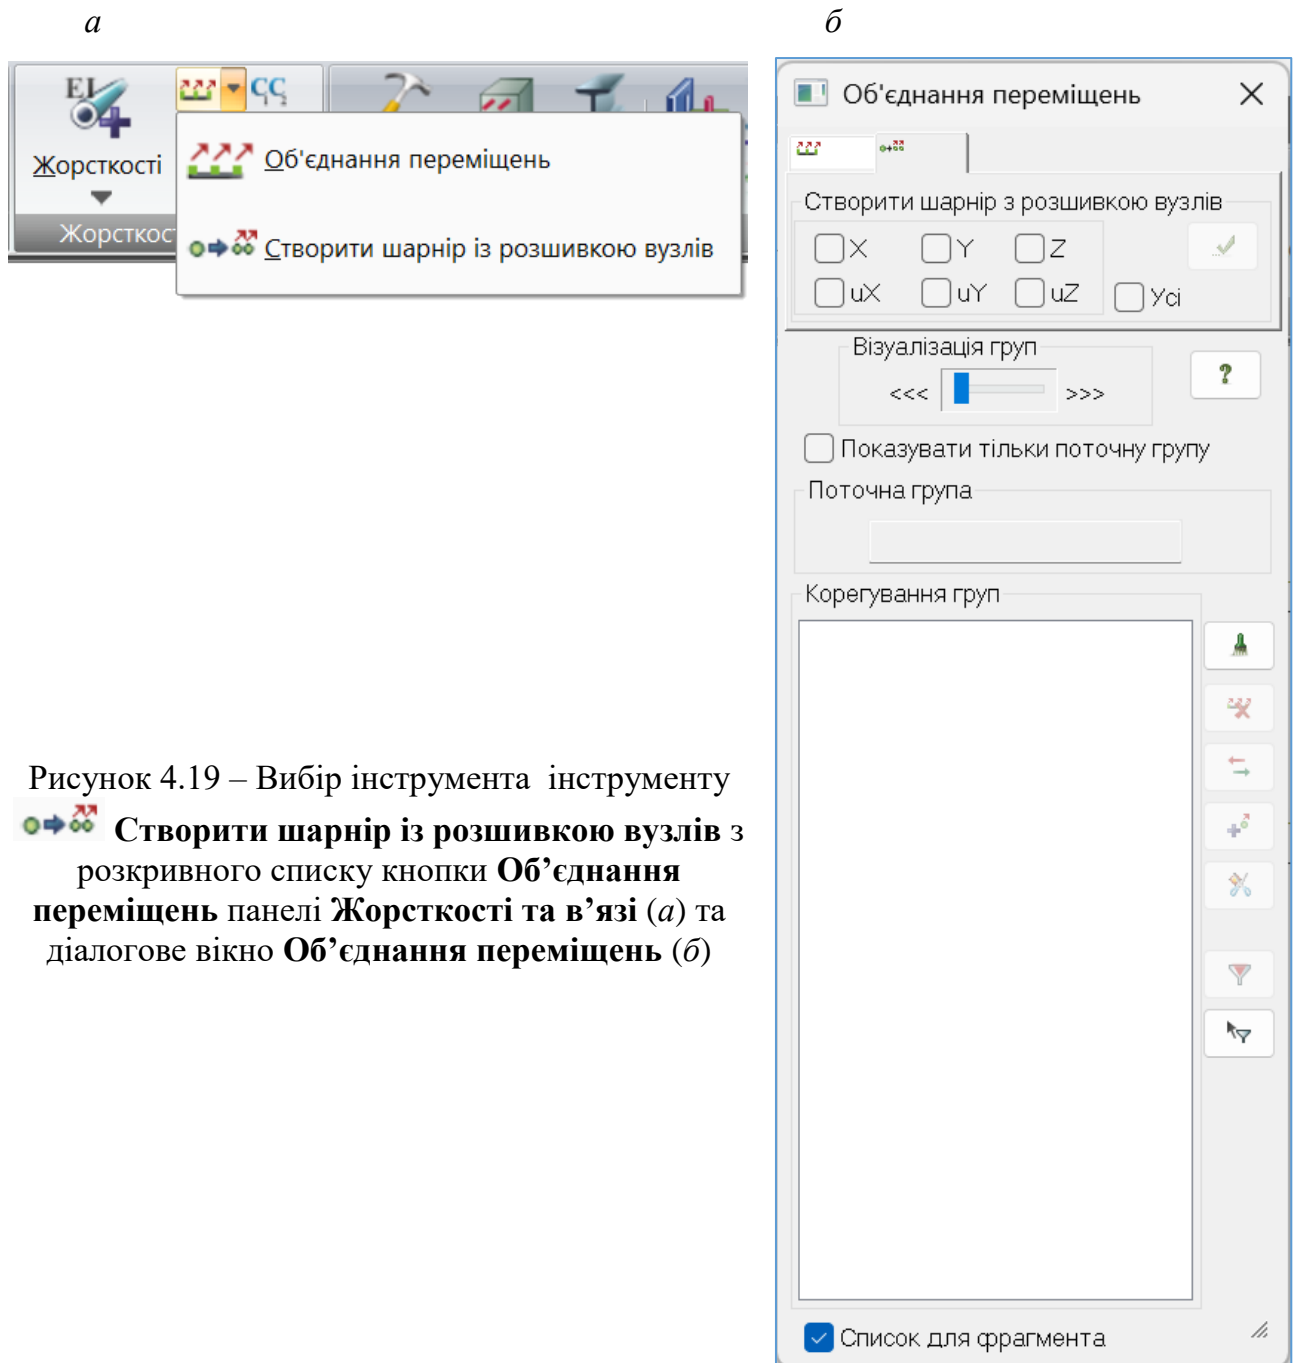 а
б
EI
C₁C₂
Жорсткості
Жорсткос
Об'єднання переміщень
Створити шарнір із розшивкою вузлів
Рисунок 4.19 – Вибір інструмента інструменту
Створити шарнір із розшивкою вузлів з
розкривного списку кнопки Об’єднання
переміщень панелі Жорсткості та в’язі (а) та
діалогове вікно Об’єднання переміщень (б)
Об'єднання переміщень
Створити шарнір з розшивкою вузлів
X Y Z
uX uY uZ Усі
Візуалізація груп
<<< >>>
?
Показувати тільки поточну групу
Поточна група
Корегування груп
Список для фрагмента